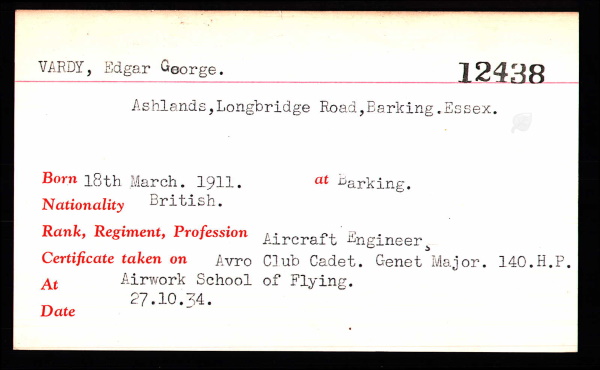 VARDY, Edgar George. 12438
Ashlands,Longbridge Road,Barking.Essex.
Born 18th March. 1911. at Barking.
Nationality British.
Rank, Regiment, Profession Aircraft Engineer,
Certificate taken on Avro Club Cadet. Genet Major. 140.H.P.
At Airwork School of Flying.
Date 27.10.34.